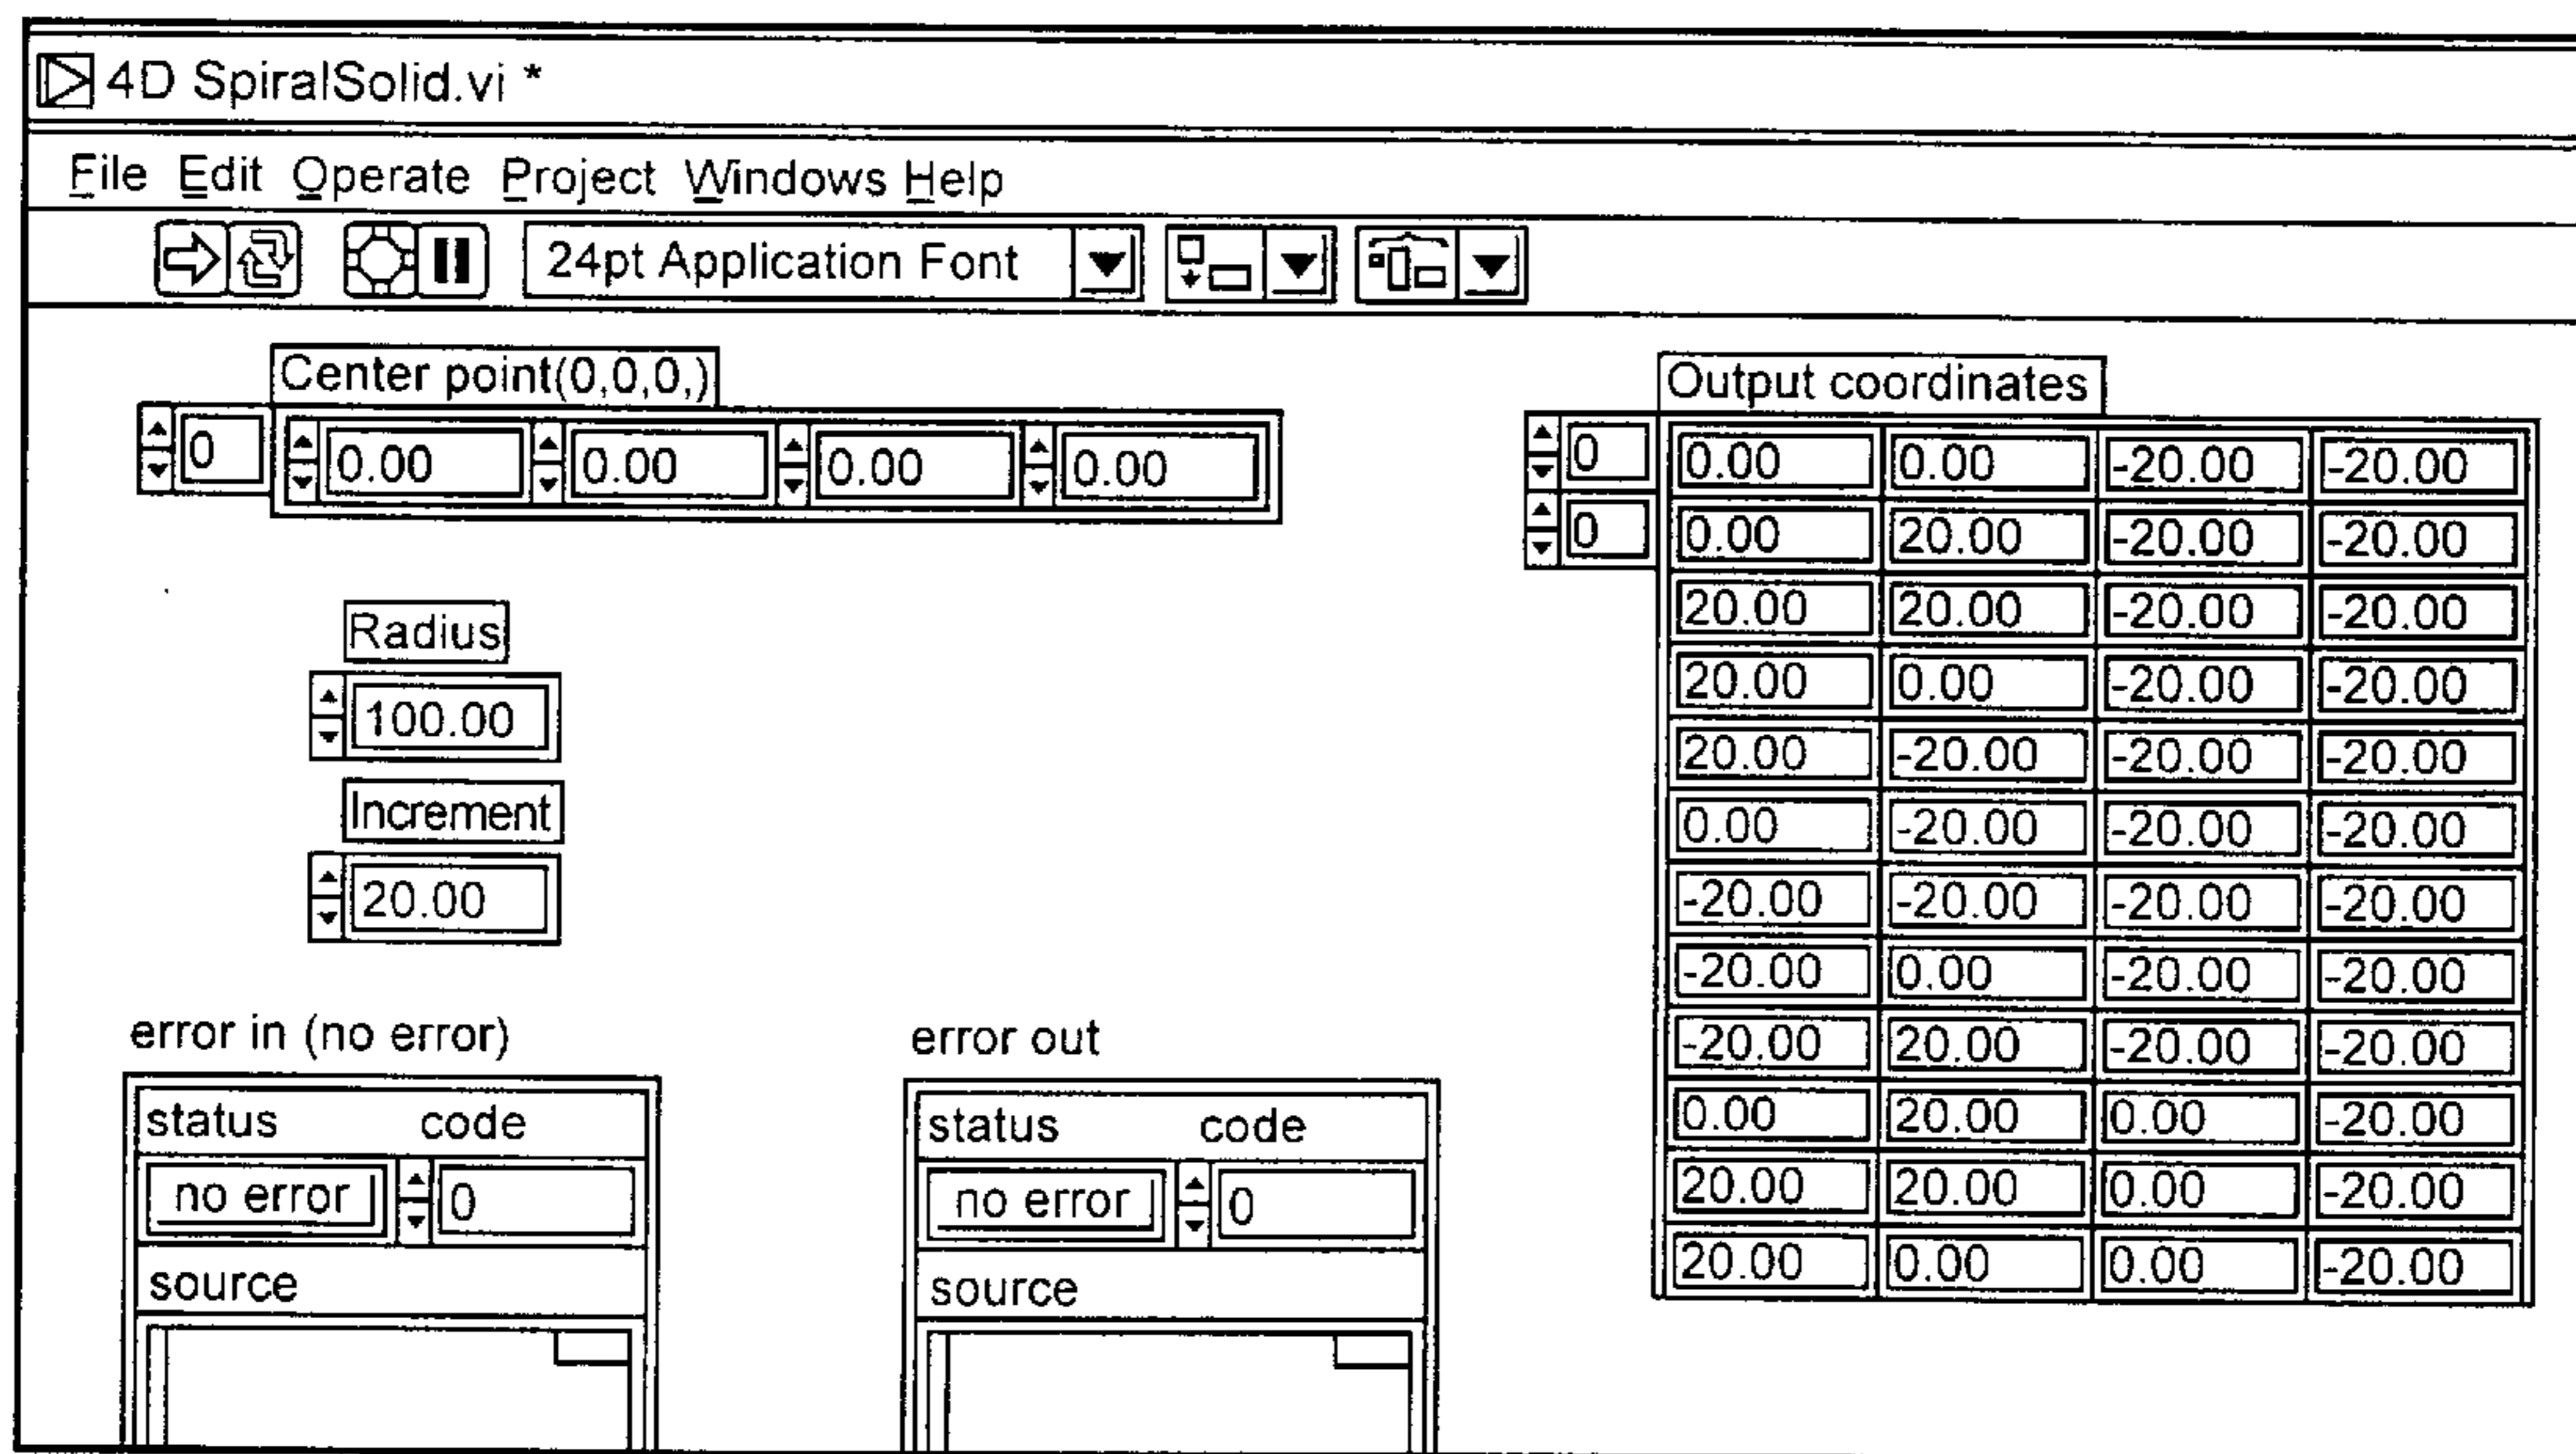 4D SpiralSolid.vi *
File Edit Operate Project Windows Help
24pt Application Font
Center point(0,0,0,)
0 0.00 0.00 0.00 0.00
Radius
100.00
Increment
20.00
error in (no error)
status code
no error 0
source
error out
status code
no error 0
source
Output coordinates
0 0.00 0.00 -20.00 -20.00
0 0.00 20.00 -20.00 -20.00
20.00 20.00 -20.00 -20.00
20.00 0.00 -20.00 -20.00
20.00 -20.00 -20.00 -20.00
0.00 -20.00 -20.00 -20.00
-20.00 -20.00 -20.00 -20.00
-20.00 0.00 -20.00 -20.00
-20.00 20.00 -20.00 -20.00
0.00 20.00 0.00 -20.00
20.00 20.00 0.00 -20.00
20.00 0.00 0.00 -20.00